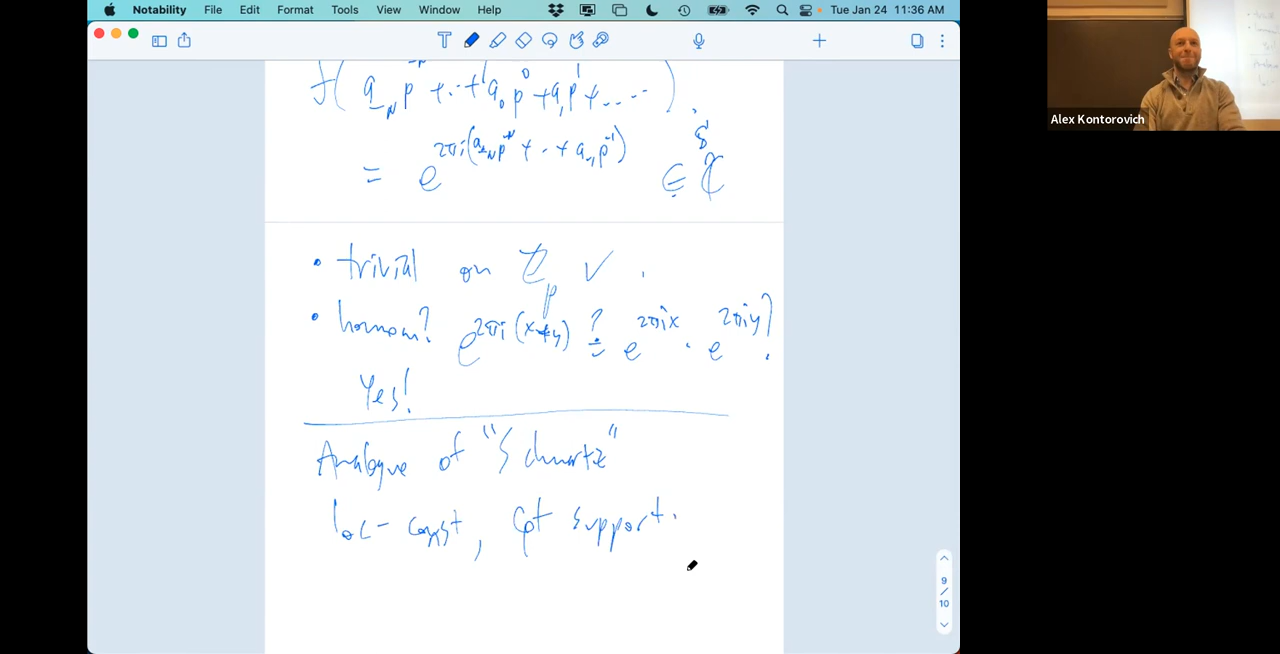 Notability File Edit Format Tools View Window Help Tue Jan 24 11:36 AM
Alex Kontorovich
f( a_{-N} p^{-N} + ... + a_0 p^0 + a_1 p^1 + .... )
= e^{2πi(a_{-N} p^{-N} + ... + a_{-1} p^{-1})} ∈ ℂ
• trivial on ℤ_p ✓.
• homom? e^{2πi(x+y)} ?= e^{2πix} · e^{2πiy}?
Yes!
Analogue of "Schwartz"
loc-const, cpt support.
9
/
10